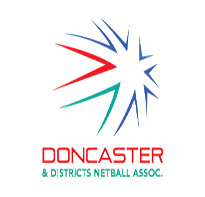 DONCASTER
& DISTRICTS NETBALL ASSOC.